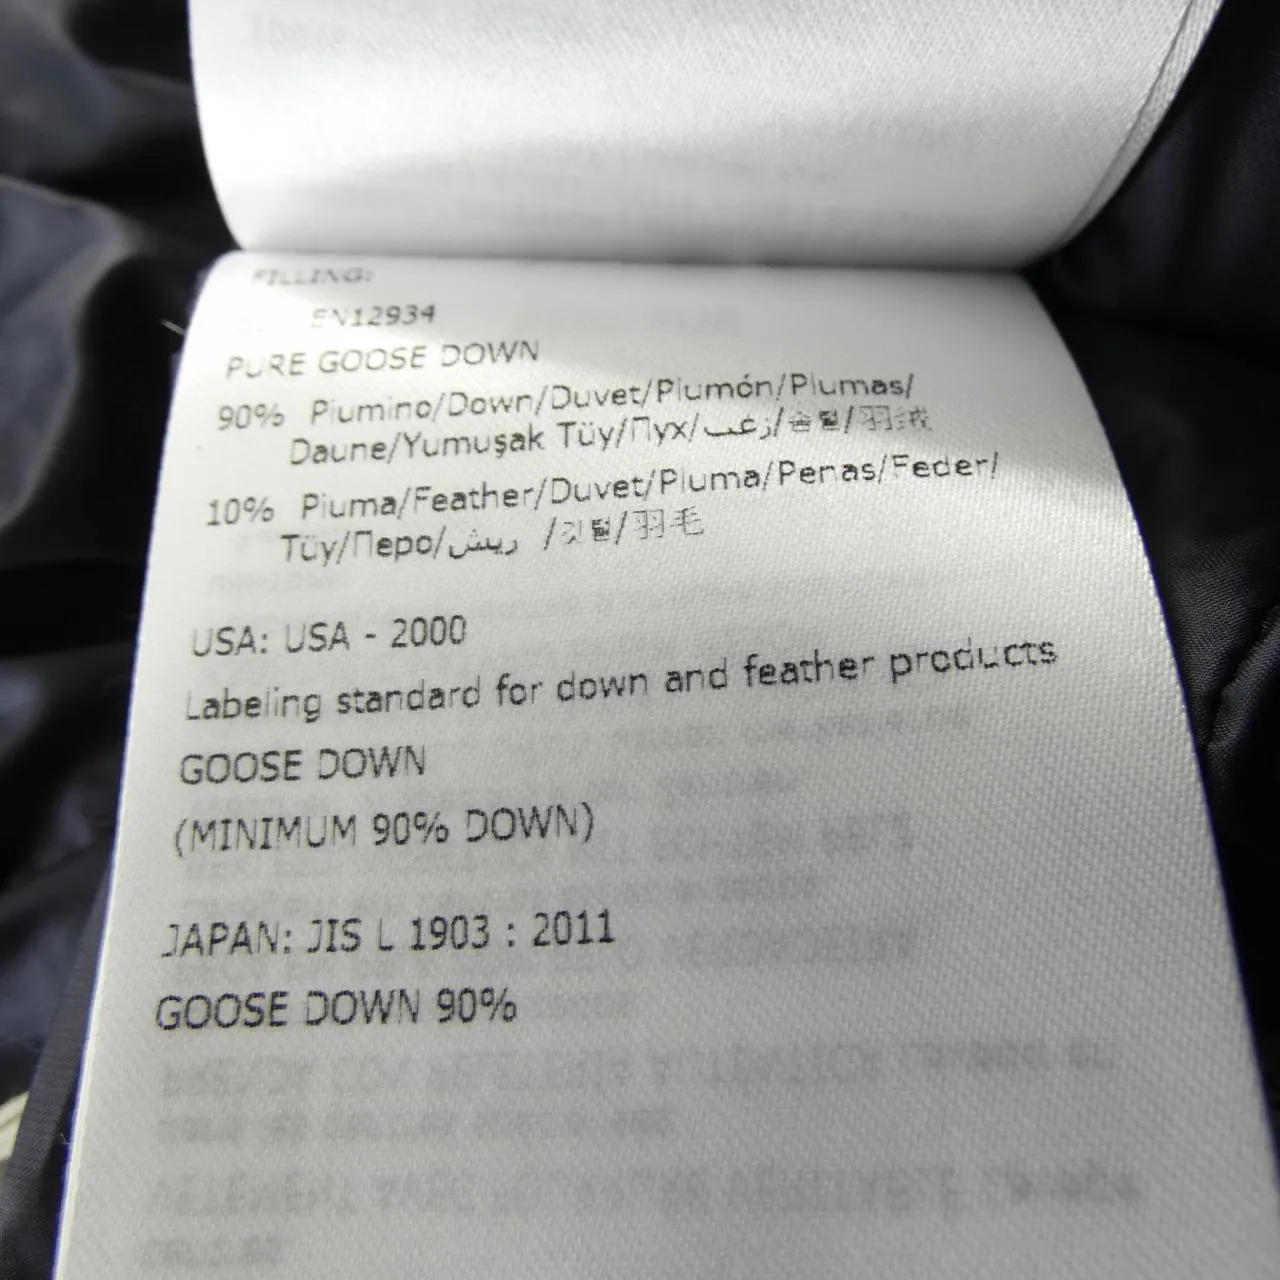 FILLING:
EN12934
PURE GOOSE DOWN
90% Piumino/Down/Duvet/Plumón/Plumas/
Daune/Yumuşak Tüy/Пух/زغب/솜털/羽绒
10% Piuma/Feather/Duvet/Pluma/Penas/Feder/
Tüy/Перо/ريش /깃털/羽毛
USA: USA - 2000
Labeling standard for down and feather products
GOOSE DOWN
(MINIMUM 90% DOWN)
JAPAN: JIS L 1903 : 2011
GOOSE DOWN 90%